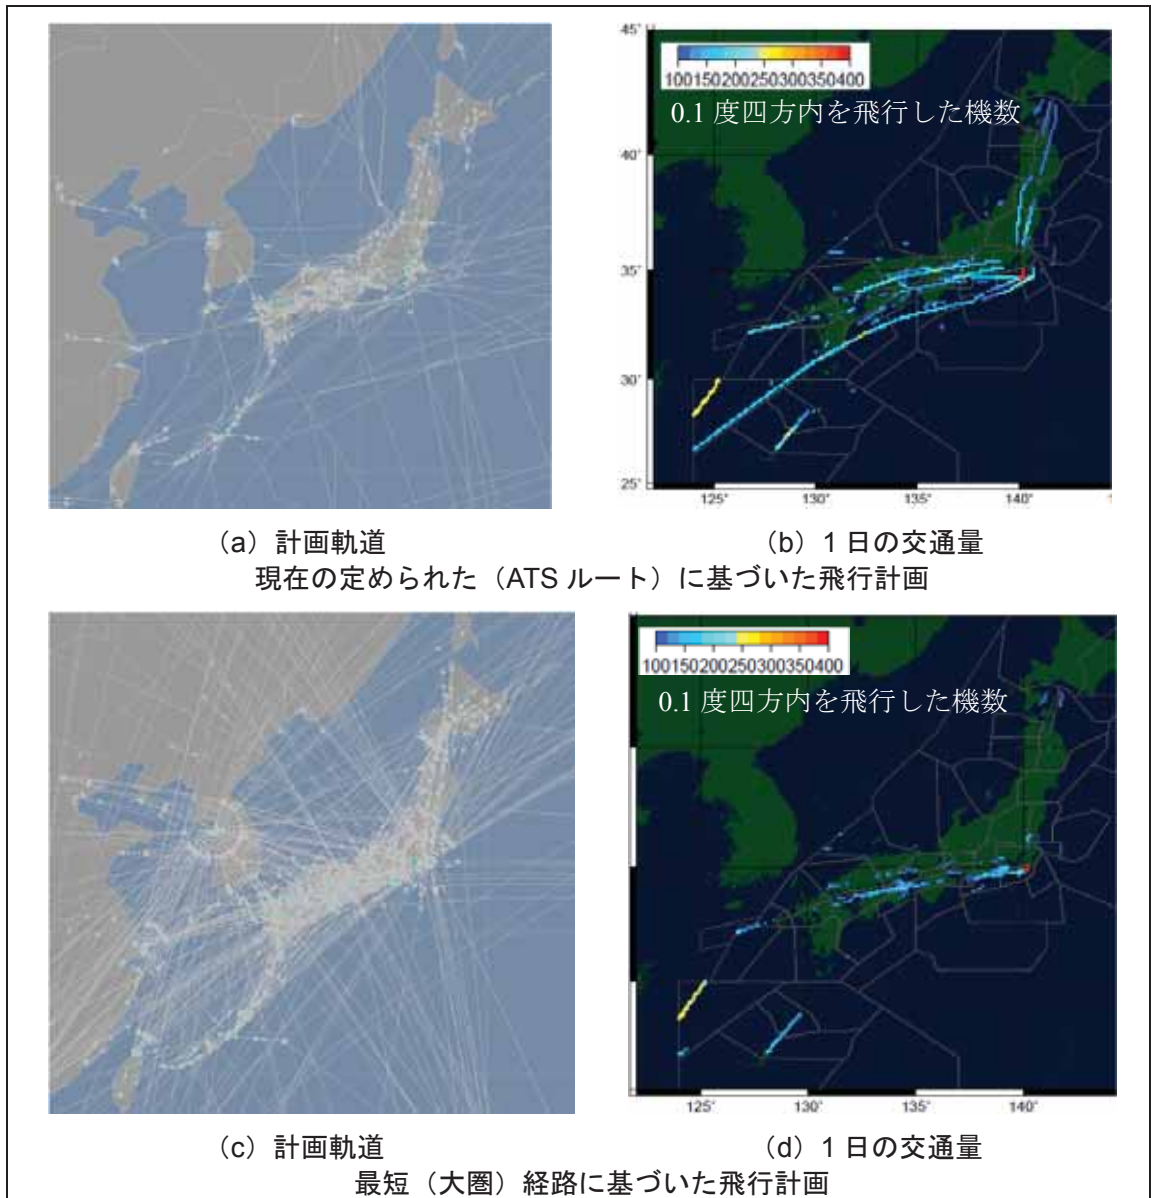 45°
100150200250300350400
0.1 度四方内を飛行した機数
40°
35°
30°
25°
125° 130° 135° 140°
(a) 計画軌道
(b) 1 日の交通量
現在の定められた（ATS ルート）に基づいた飛行計画
100150200250300350400
0.1 度四方内を飛行した機数
125° 130° 135° 140°
(c) 計画軌道
(d) 1 日の交通量
最短（大圏）経路に基づいた飛行計画